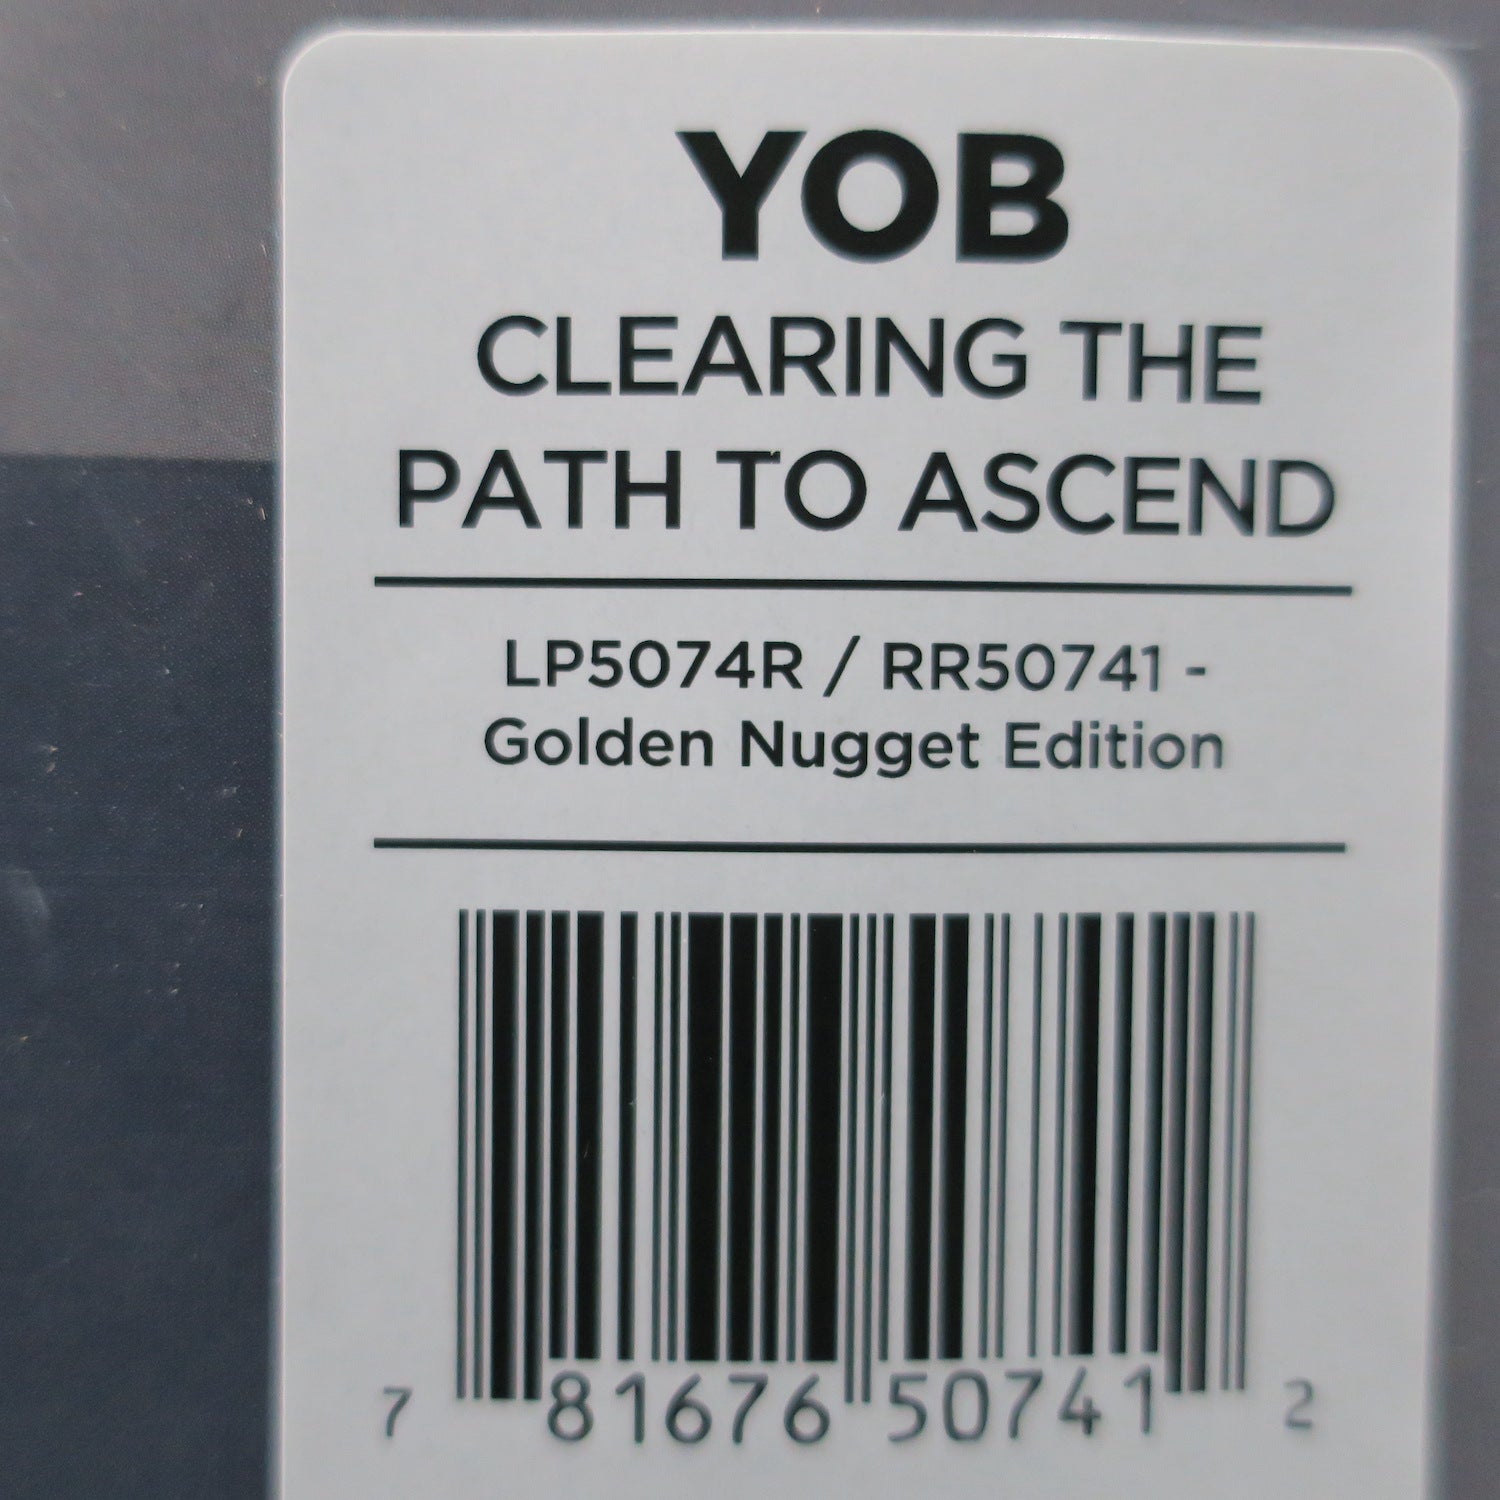 YOB
CLEARING THE
PATH TO ASCEND
LP5074R / RR50741 -
Golden Nugget Edition
7 81676 50741 2